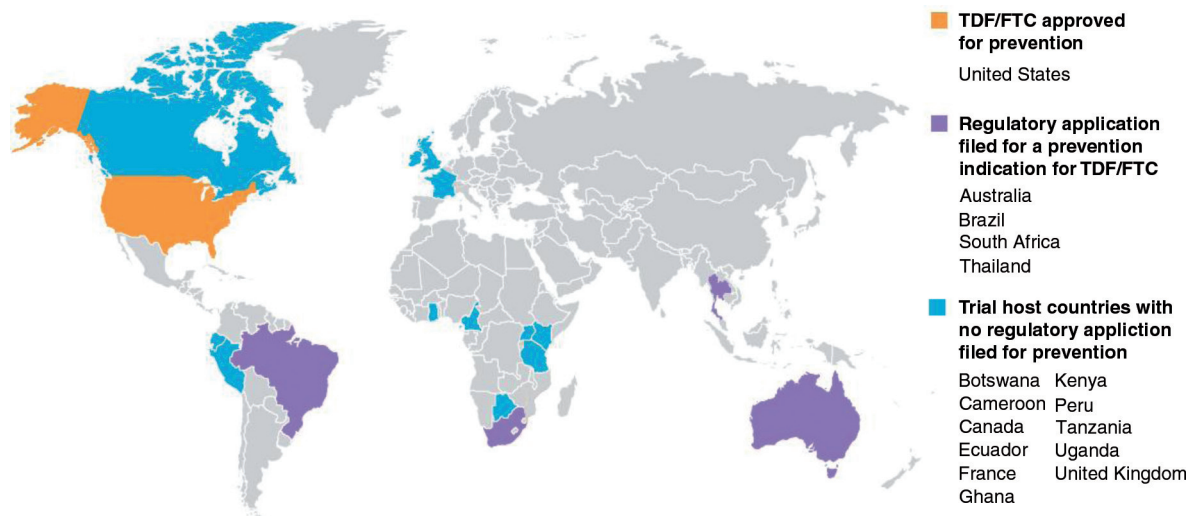 TDF/FTC approved
for prevention
United States
Regulatory application
filed for a prevention
indication for TDF/FTC
Australia
Brazil
South Africa
Thailand
Trial host countries with
no regulatory appliction
filed for prevention
Botswana Kenya
Cameroon Peru
Canada Tanzania
Ecuador Uganda
France United Kingdom
Ghana